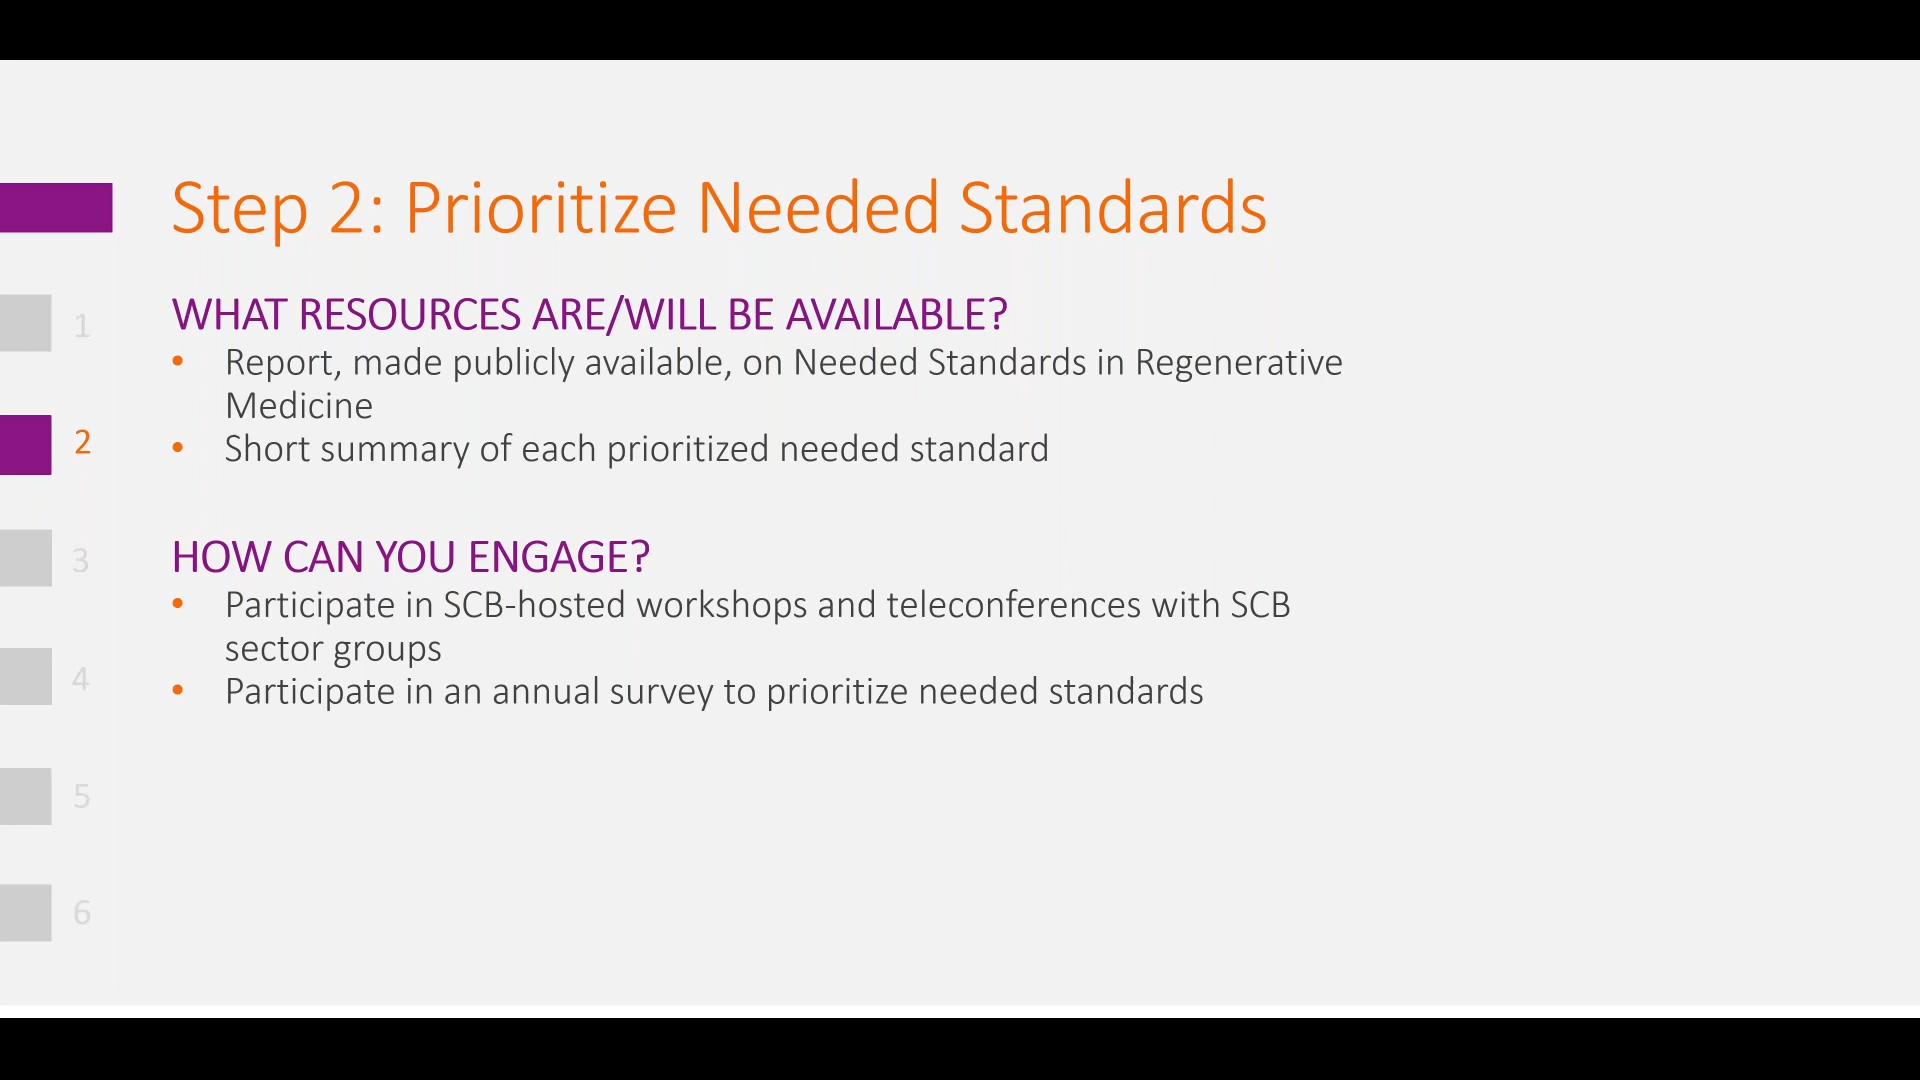 Step 2: Prioritize Needed Standards
WHAT RESOURCES ARE/WILL BE AVAILABLE?
• Report, made publicly available, on Needed Standards in Regenerative
Medicine
• Short summary of each prioritized needed standard
HOW CAN YOU ENGAGE?
• Participate in SCB-hosted workshops and teleconferences with SCB
sector groups
• Participate in an annual survey to prioritize needed standards
1
2
3
4
5
6